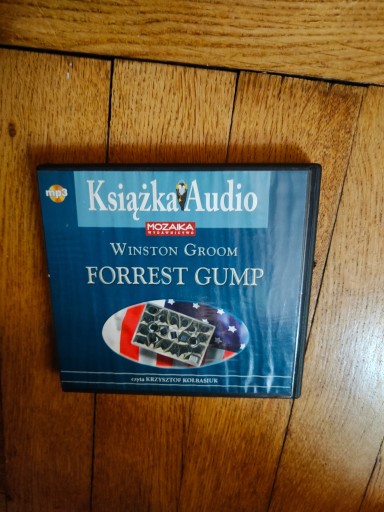 mp3
Książka Audio
MOZAIKA
WYDAWNICTWO
WINSTON GROOM
FORREST GUMP
czyta KRZYSZTOF KOLBASIUK